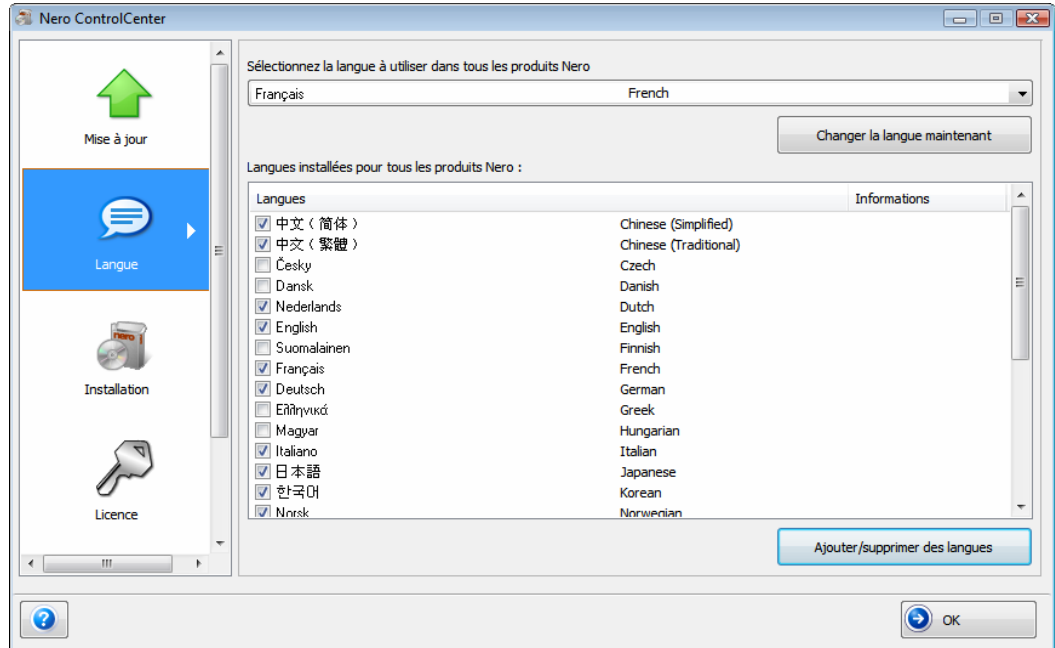 Nero ControlCenter
Mise à jour
Langue
Installation
Licence
Sélectionnez la langue à utiliser dans tous les produits Nero
Français French
Changer la langue maintenant
Langues installées pour tous les produits Nero :
Langues Informations
中文（简体） Chinese (Simplified)
中文（繁體） Chinese (Traditional)
Česky Czech
Dansk Danish
Nederlands Dutch
English English
Suomalainen Finnish
Français French
Deutsch German
Ελληνικά Greek
Magyar Hungarian
Italiano Italian
日本語 Japanese
한국어 Korean
Norsk Norwegian
Ajouter/supprimer des langues
OK